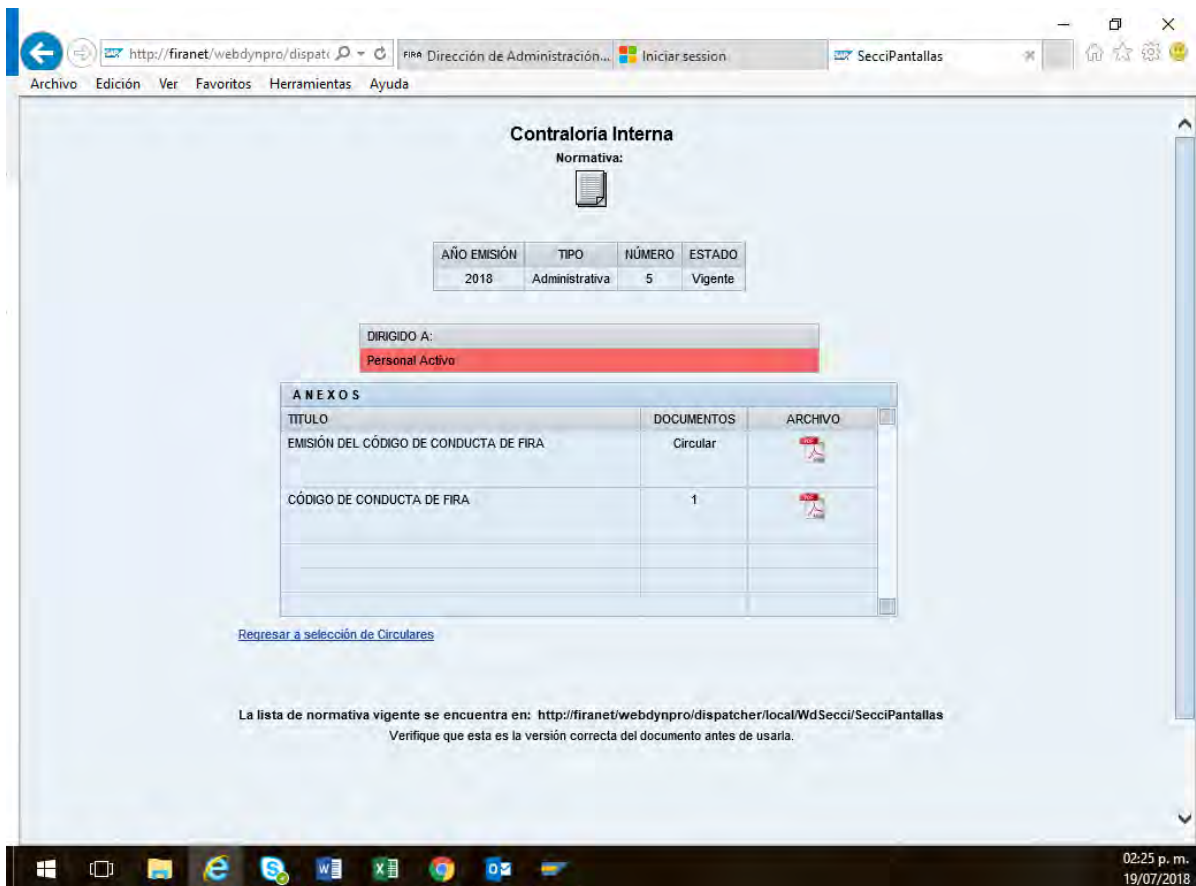 http://firanet/webdynpro/dispatc
FIRA Dirección de Administración...
Iniciar session
SecciPantallas
Archivo Edición Ver Favoritos Herramientas Ayuda
Contraloría Interna
Normativa:
AÑO EMISIÓN TIPO NÚMERO ESTADO
2018 Administrativa 5 Vigente
DIRIGIDO A:
Personal Activo
ANEXOS
TITULO DOCUMENTOS ARCHIVO
EMISIÓN DEL CÓDIGO DE CONDUCTA DE FIRA Circular
CÓDIGO DE CONDUCTA DE FIRA 1
Regresar a selección de Circulares
La lista de normativa vigente se encuentra en: http://firanet/webdynpro/dispatcher/local/WdSecci/SecciPantallas
Verifique que esta es la versión correcta del documento antes de usarla.
02:25 p. m.
19/07/2018